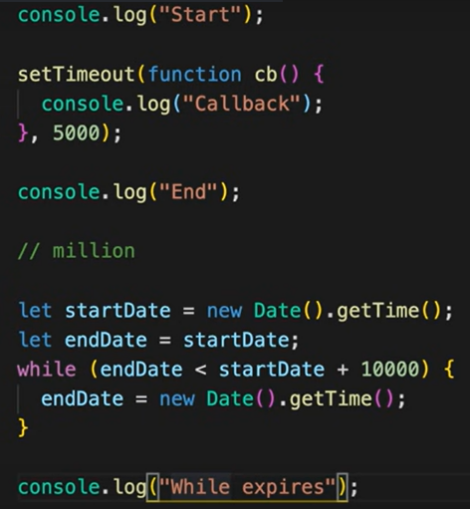 console.log("Start");
setTimeout(function cb() {
console.log("Callback");
}, 5000);
console.log("End");
// million
let startDate = new Date().getTime();
let endDate = startDate;
while (endDate < startDate + 10000) {
endDate = new Date().getTime();
}
console.log("While expires");